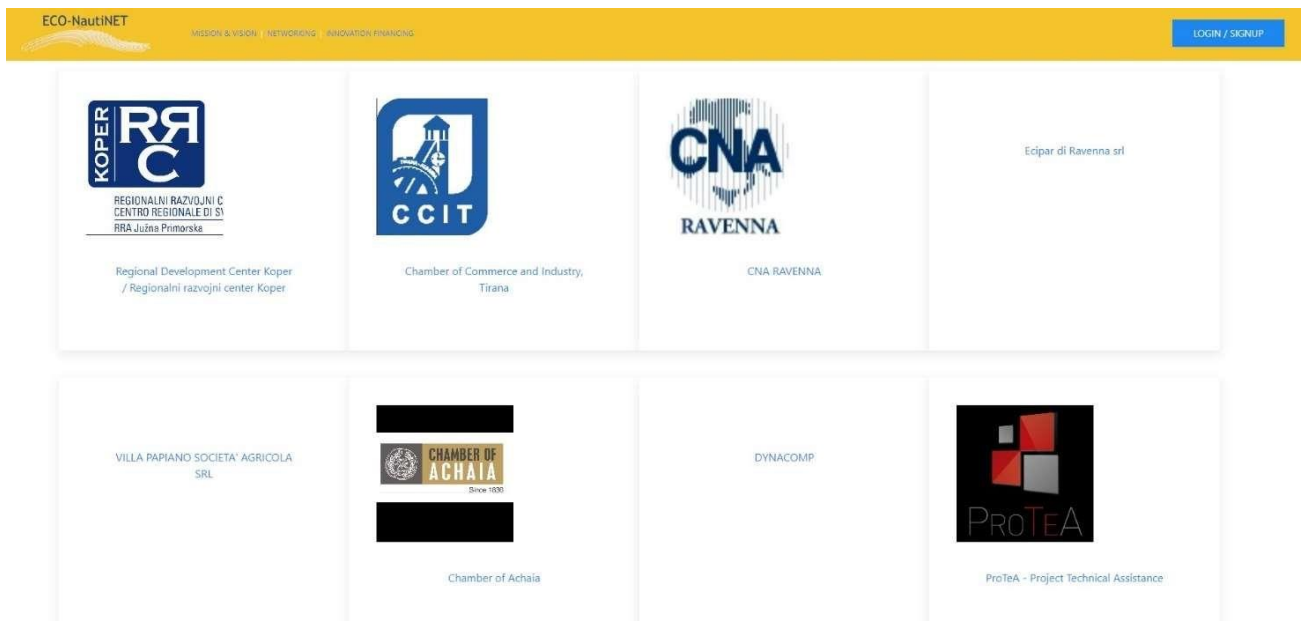 ECO-NautiNET
MISSION & VISION | NETWORKING | INNOVATION FINANCING
LOGIN / SIGNUP
KOPER
RRC
REGIONALNI RAZVOJNI C
CENTRO REGIONALE DI S
RRA Južna Primorska
Regional Development Center Koper
/ Regionalni razvojni center Koper
CCIT
Chamber of Commerce and Industry,
Tirana
CNA
RAVENNA
CNA RAVENNA
Ecipar di Ravenna srl
VILLA PAPIANO SOCIETA' AGRICOLA
SRL
CHAMBER OF
ACHAIA
Since 1836
Chamber of Achaia
DYNACOMP
PROTEA
ProTeA - Project Technical Assistance